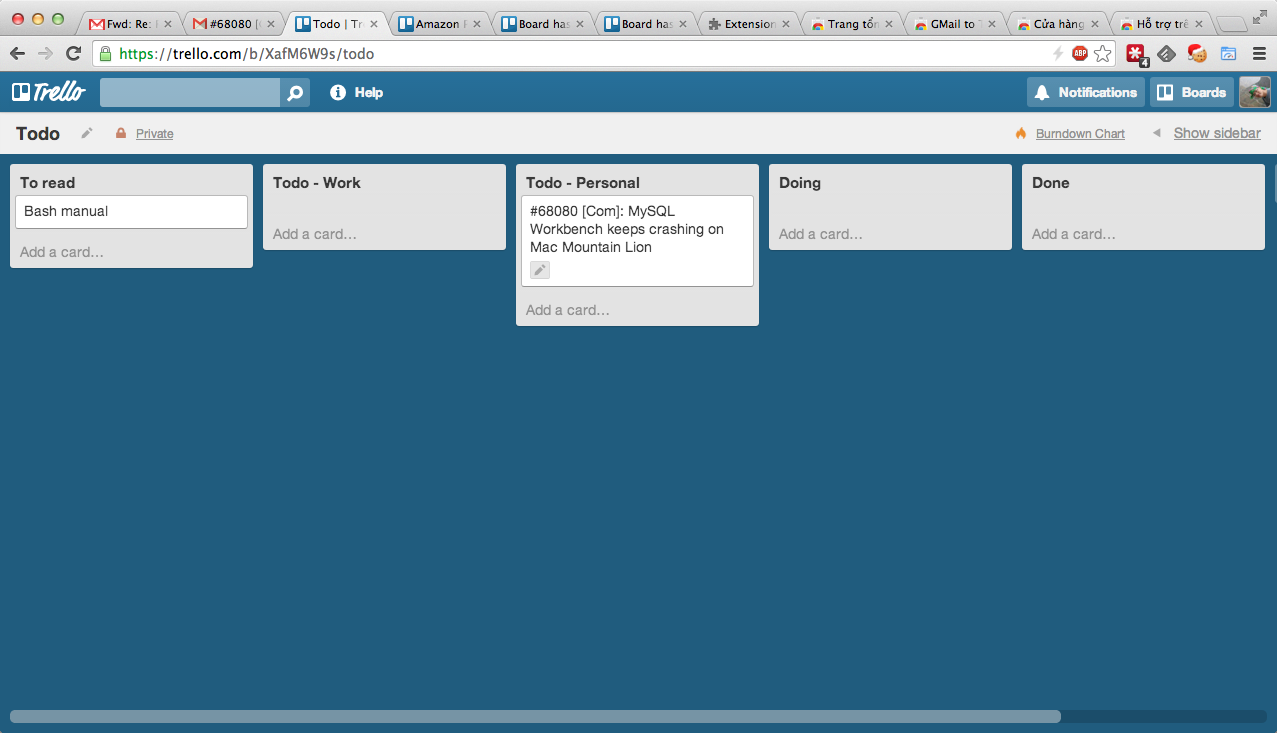 Fwd: Re:
#68080 [
Todo | Tr
Amazon
Board has
Board has
Extension
Trang tổn
GMail to
Cửa hàng
Hỗ trợ trê
https://trello.com/b/XafM6W9s/todo
ABP
4
Trello
Help
Notifications
Boards
Todo
Private
Burndown Chart
Show sidebar
To read
Bash manual
Add a card...
Todo - Work
Add a card...
Todo - Personal
#68080 [Com]: MySQL
Workbench keeps crashing on
Mac Mountain Lion
Add a card...
Doing
Add a card...
Done
Add a card...